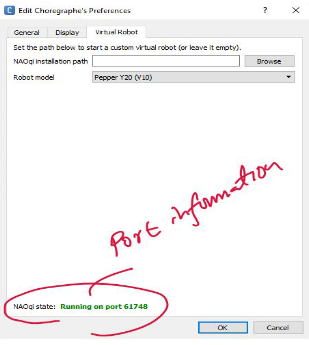 Edit Choregraphe's Preferences
General Display Virtual Robot
Set the path below to start a custom virtual robot (or leave it empty).
NAOqi installation path Browse
Robot model Pepper Y20 (V10)
Port information
NAOqi state: Running on port 61748
OK Cancel